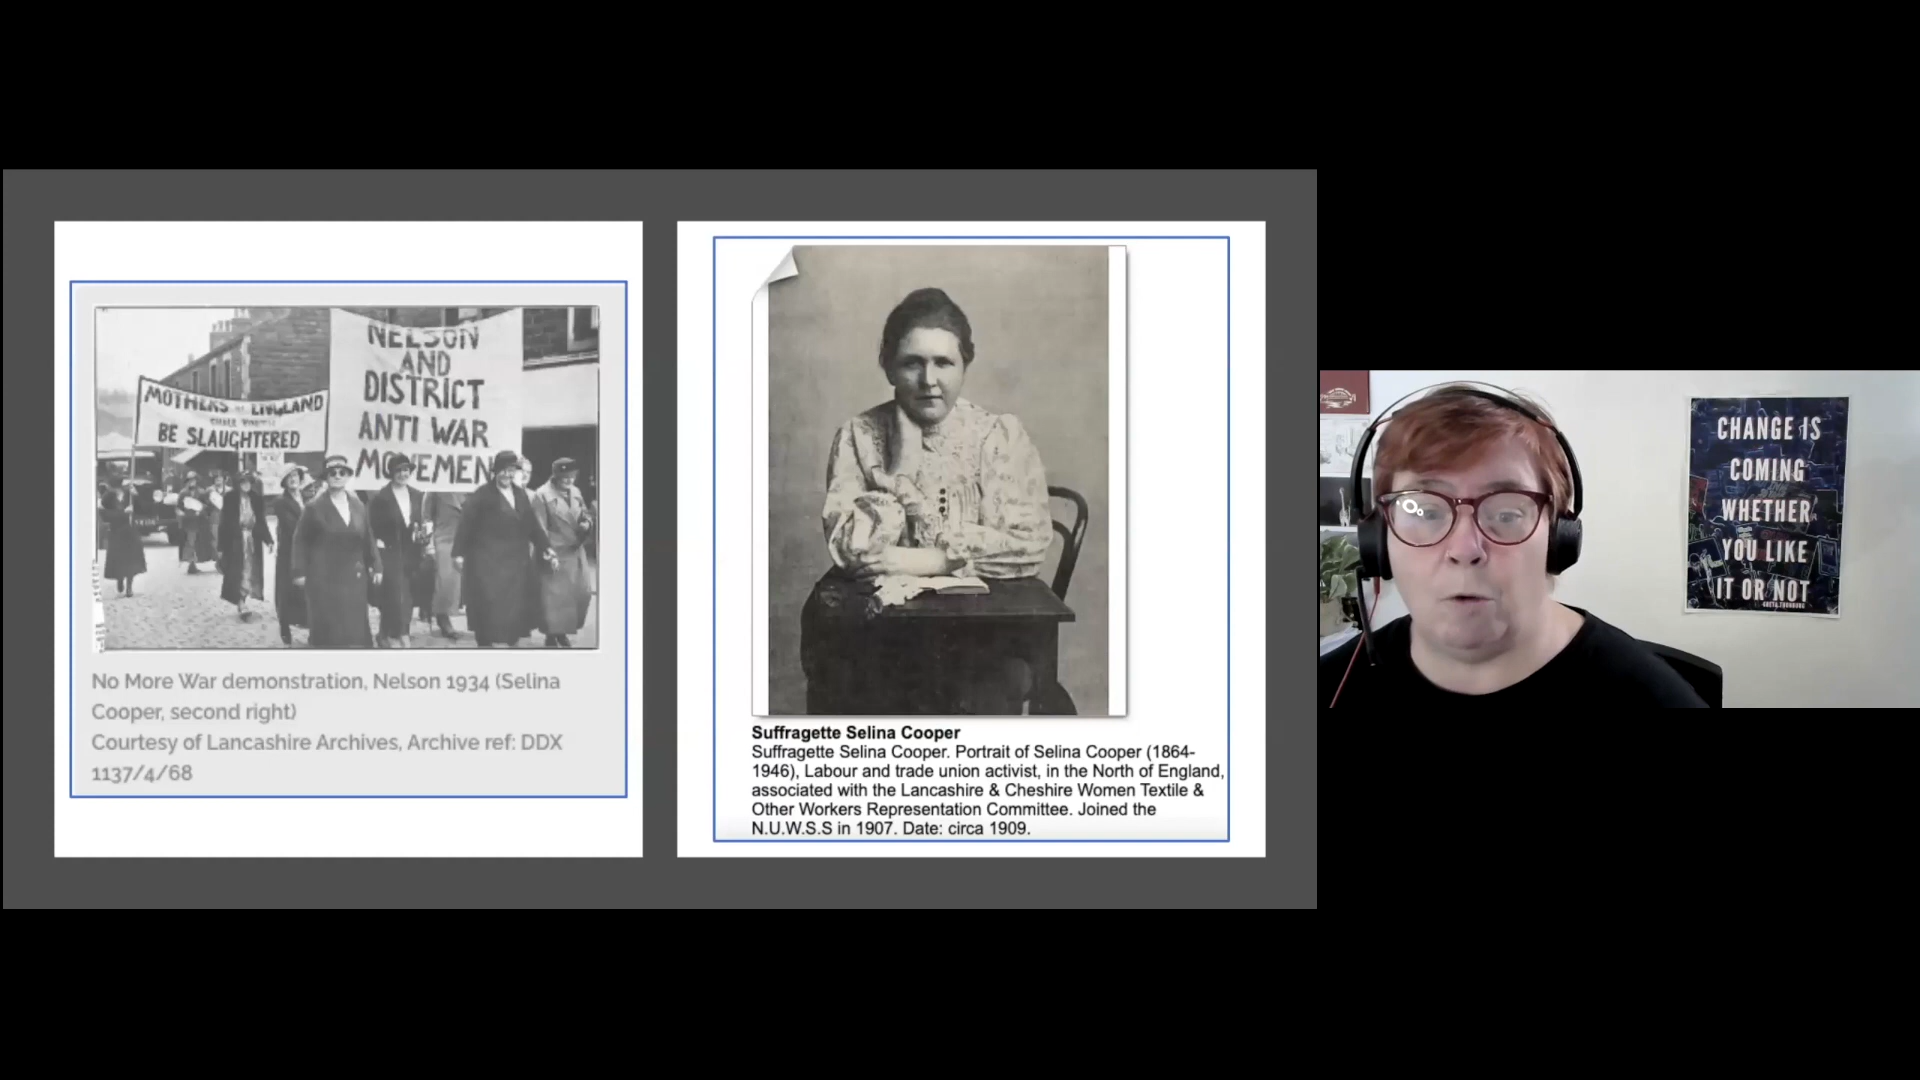 NELSON
AND
DISTRICT
ANTI WAR
MOVEMEN
MOTHERS OF ENGLAND
BE SLAUGHTERED
No More War demonstration, Nelson 1934 (Selina
Cooper, second right)
Courtesy of Lancashire Archives, Archive ref: DDX
1137/4/68
Suffragette Selina Cooper
Suffragette Selina Cooper. Portrait of Selina Cooper (1864-
1946), Labour and trade union activist, in the North of England,
associated with the Lancashire & Cheshire Women Textile &
Other Workers Representation Committee. Joined the
N.U.W.S.S in 1907. Date: circa 1909.
CHANGE IS
COMING
WHETHER
YOU LIKE
IT OR NOT
GRETA THUNBERG